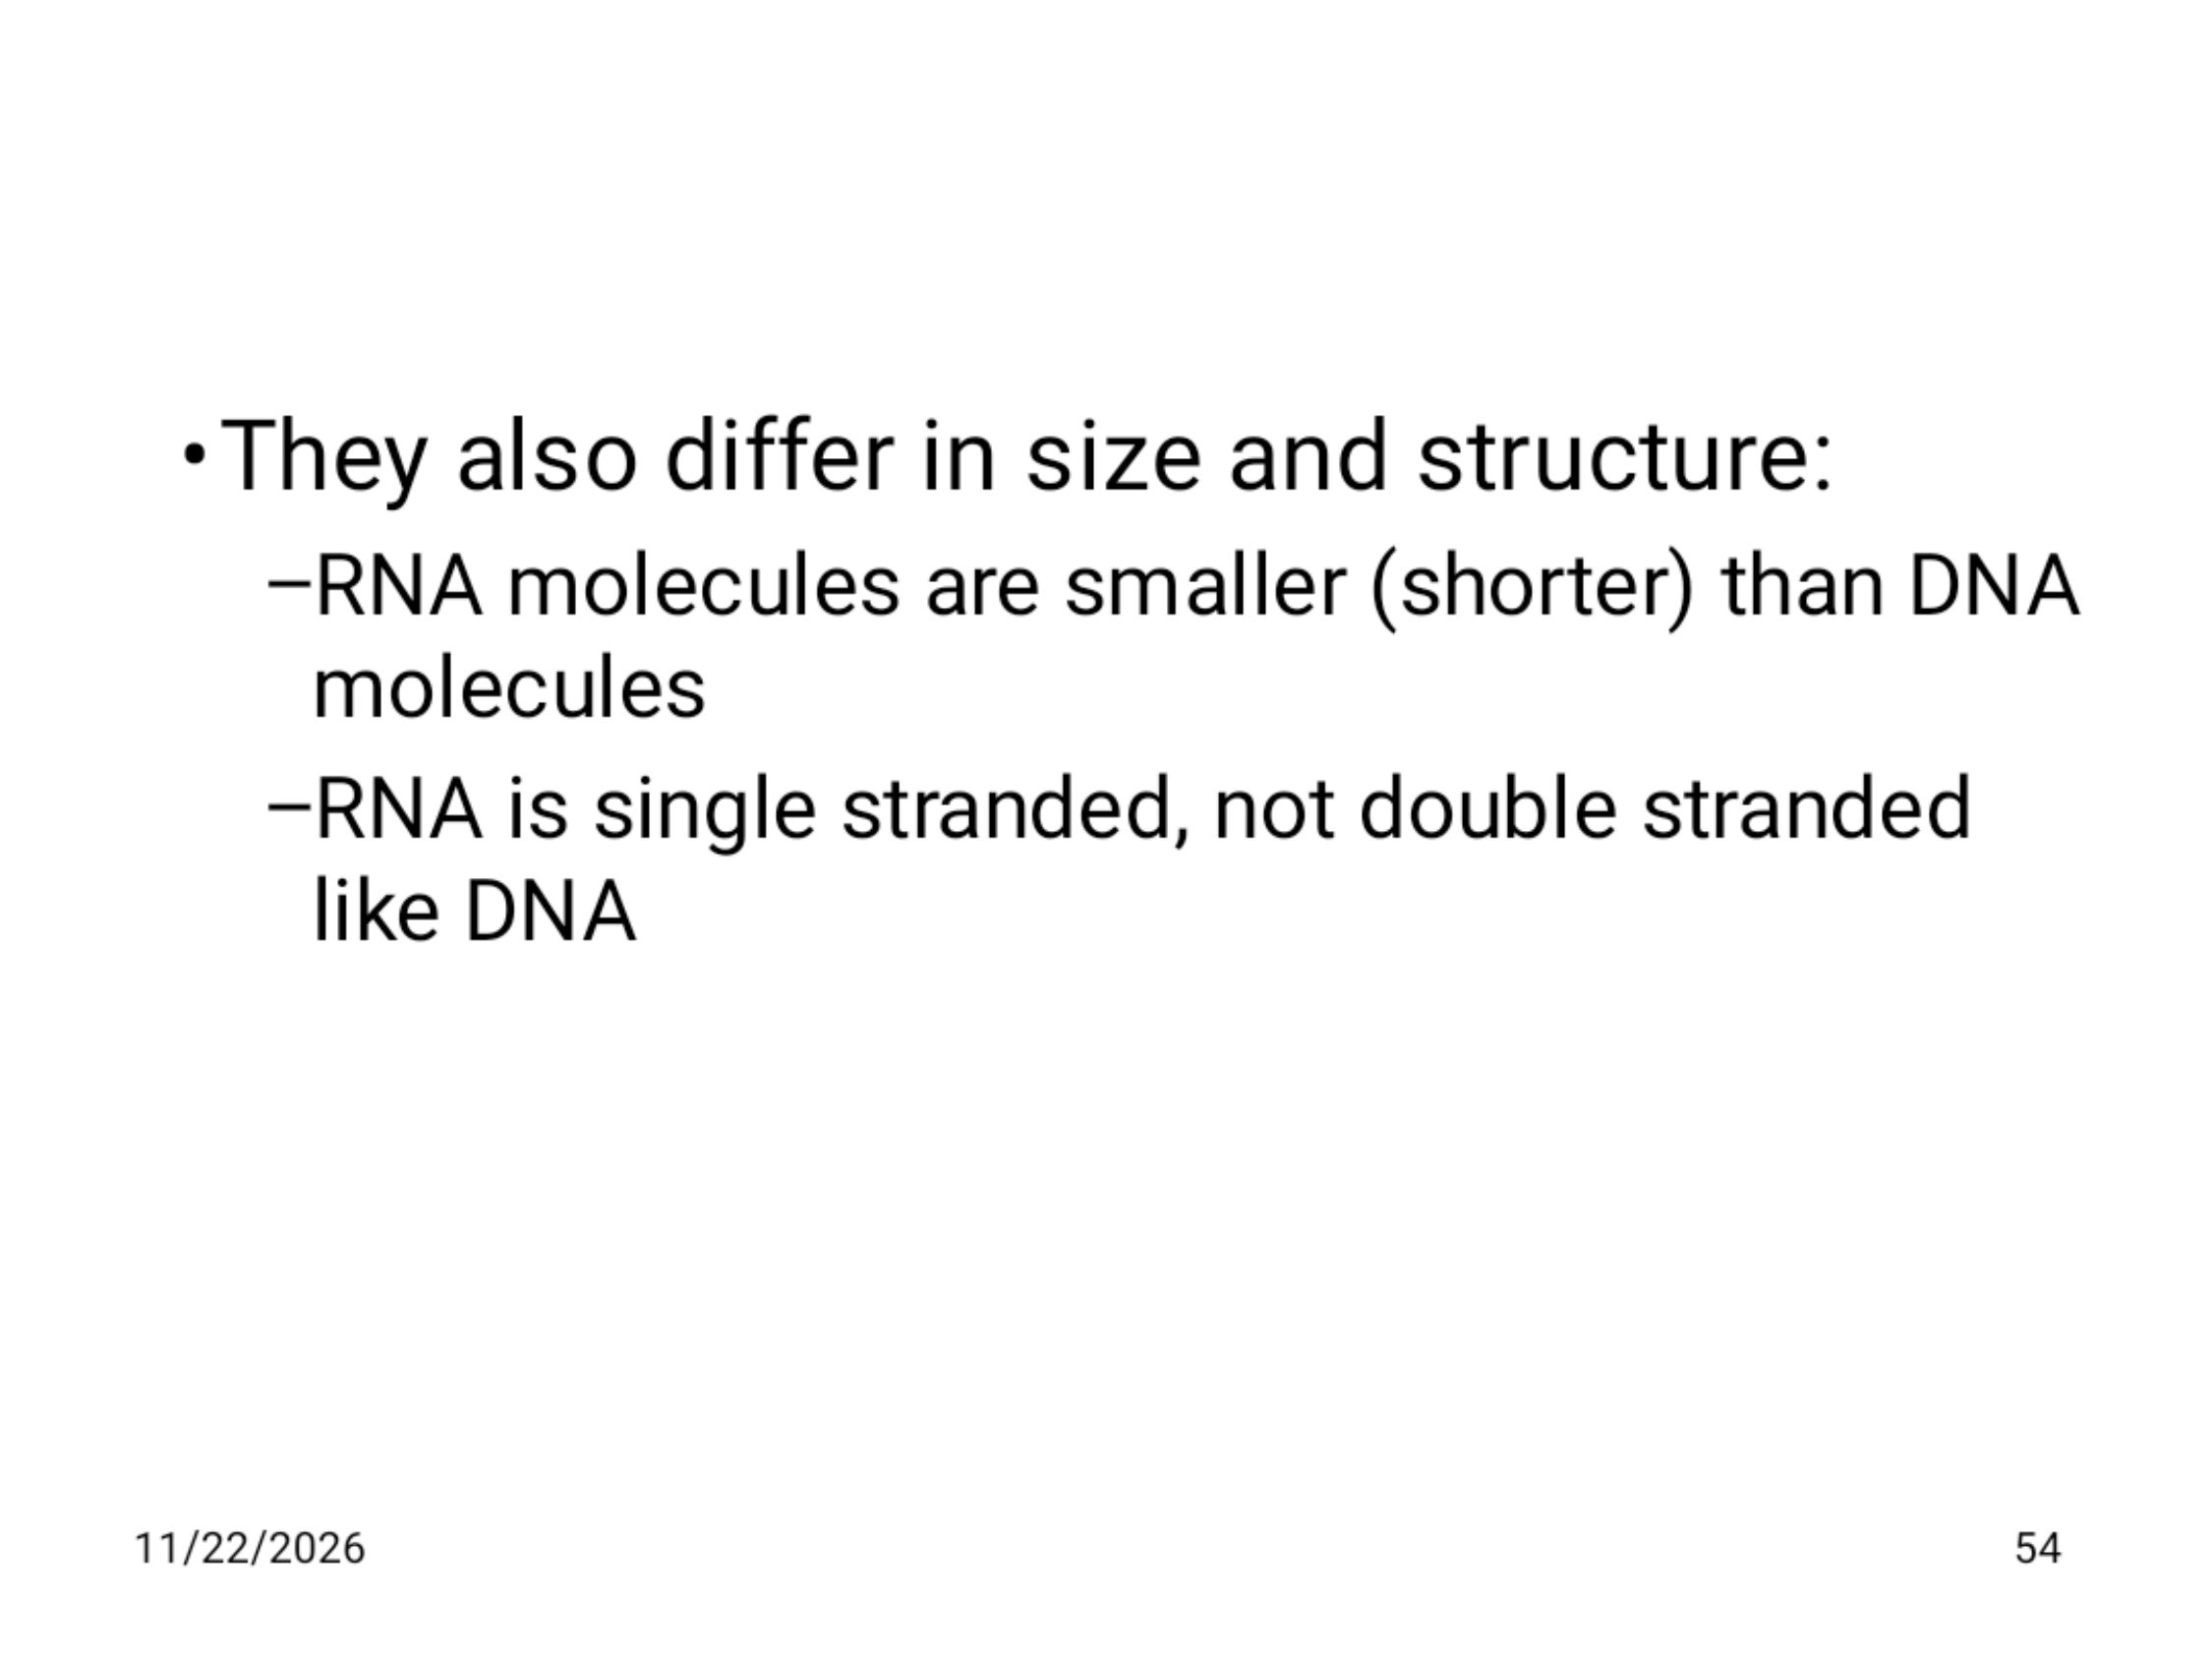 • They also differ in size and structure:
–RNA molecules are smaller (shorter) than DNA
molecules
–RNA is single stranded, not double stranded
like DNA
11/22/2026
54